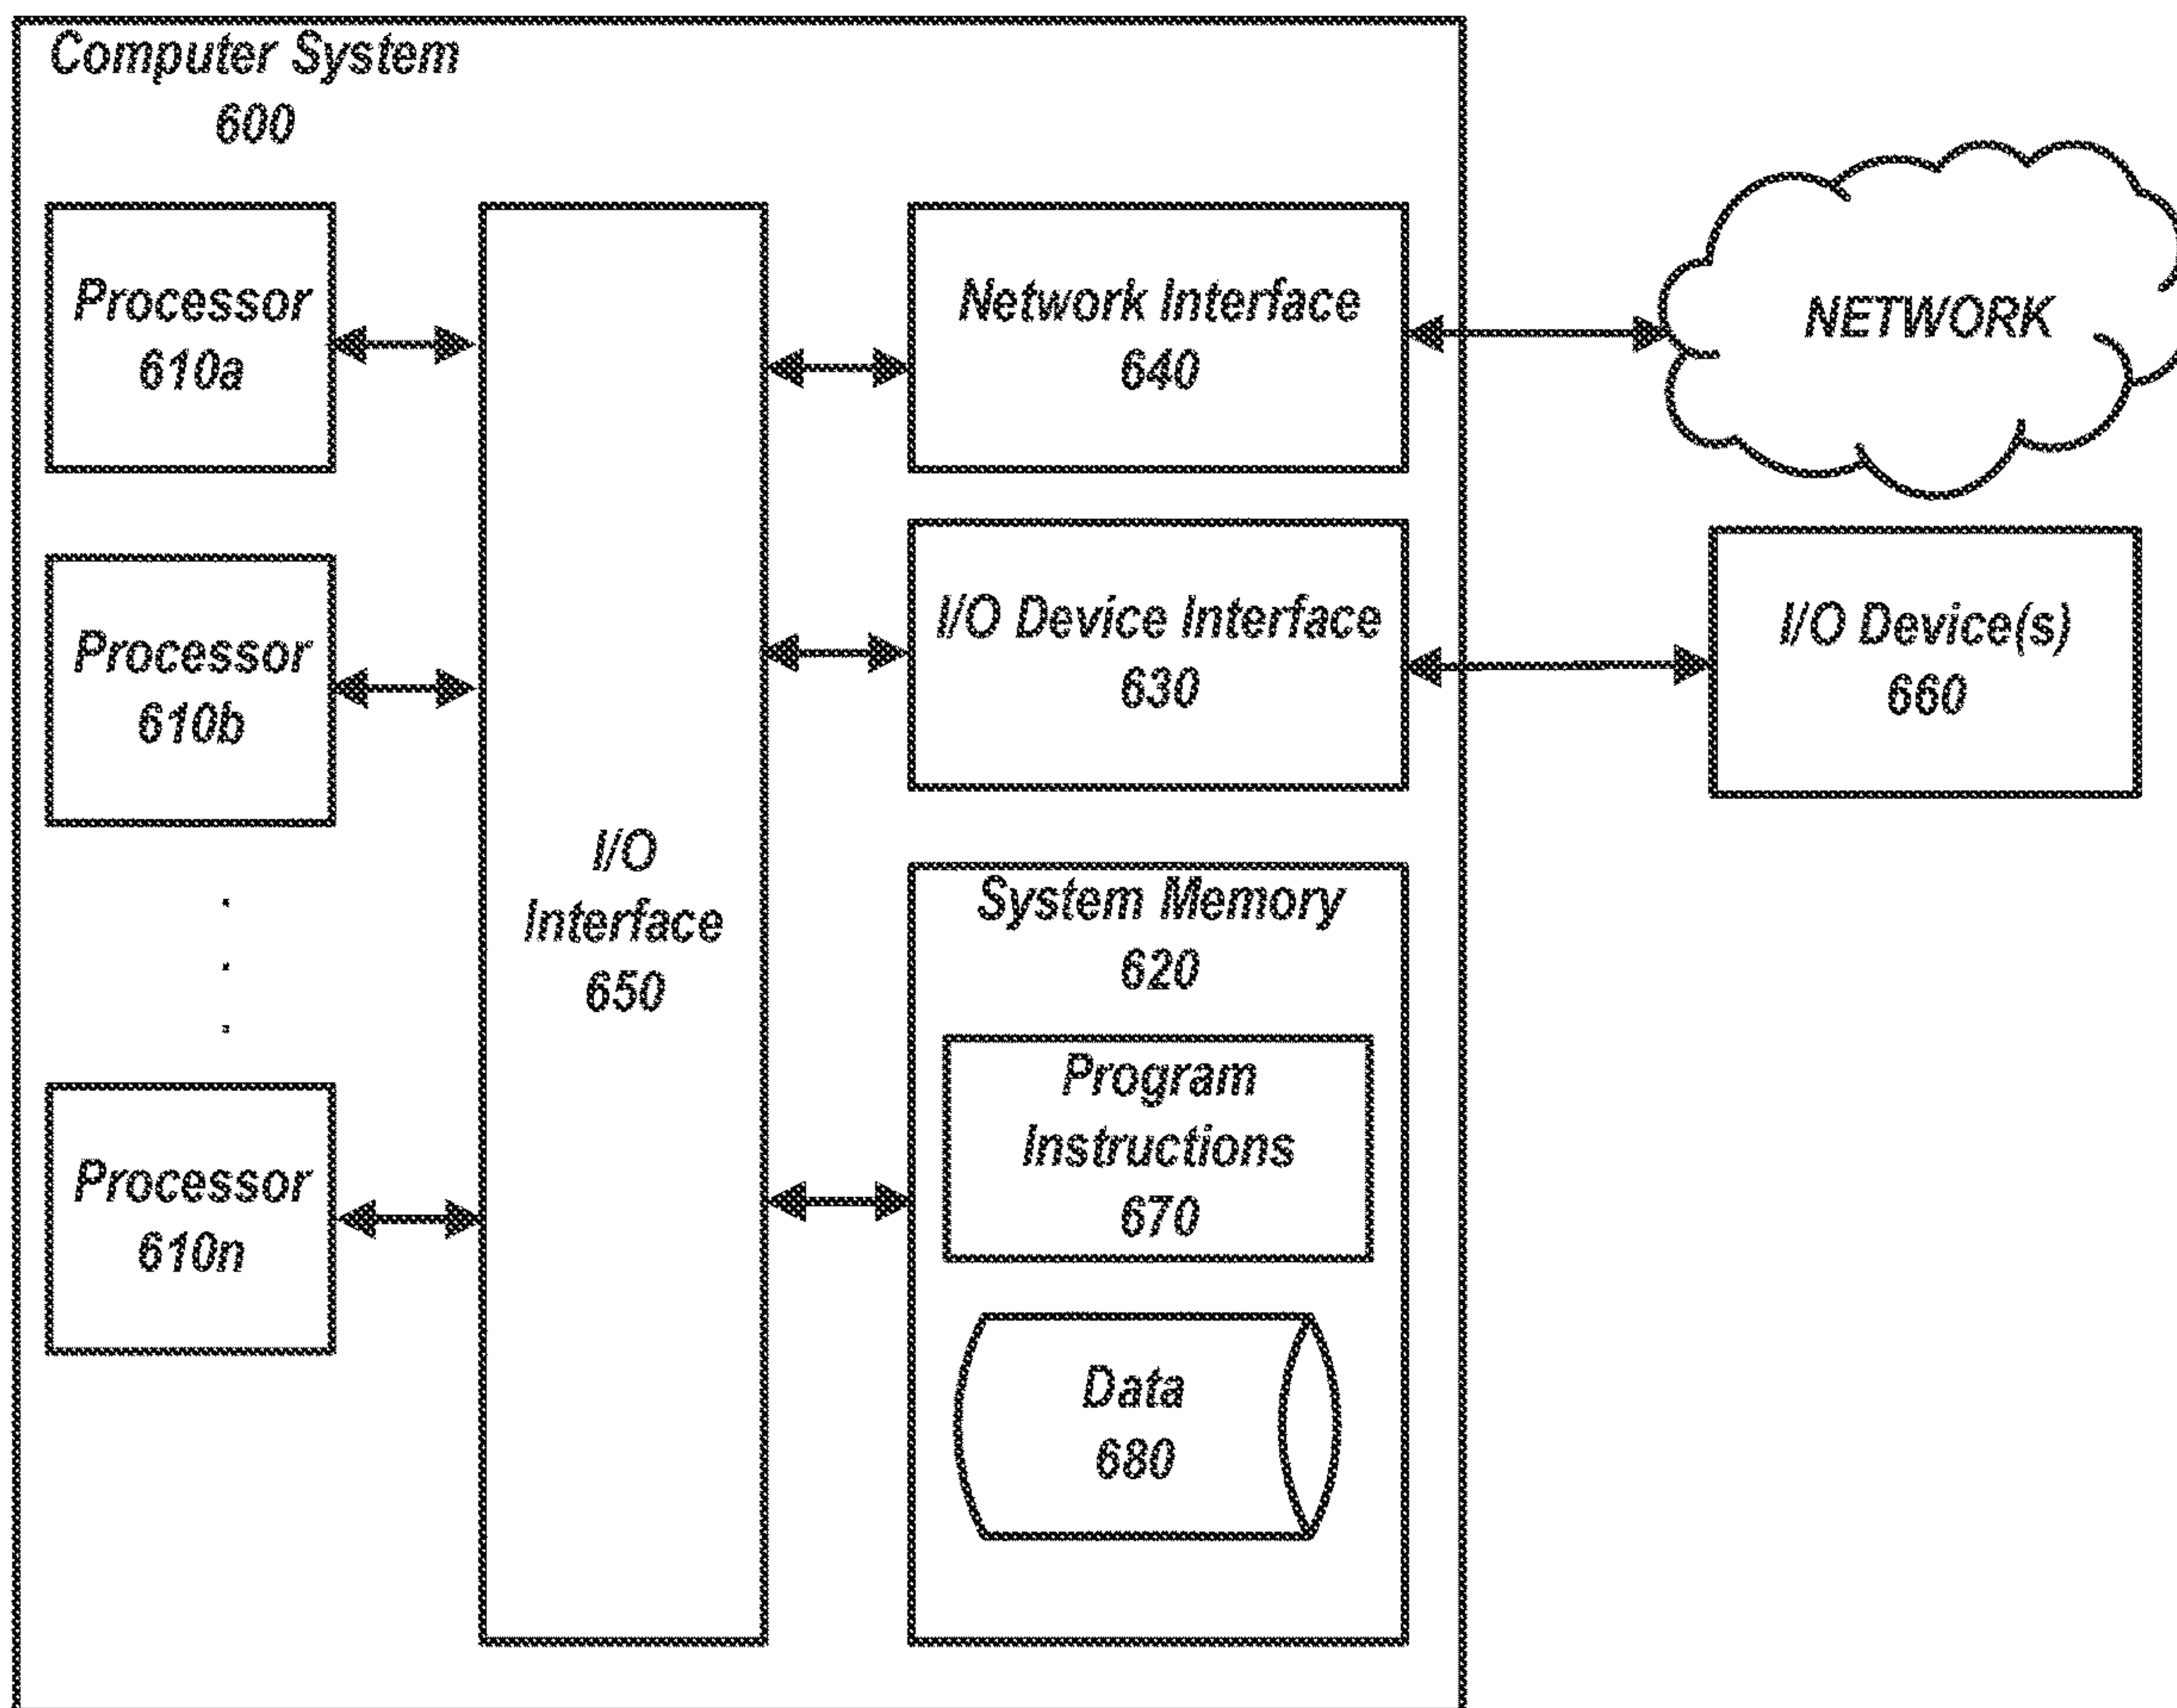 Computer System
600
Processor
610a
Network Interface
640
NETWORK
Processor
610b
I/O Device Interface
630
I/O Device(s)
660
I/O
Interface
650
System Memory
620
Program
Instructions
670
Processor
610n
Data
680